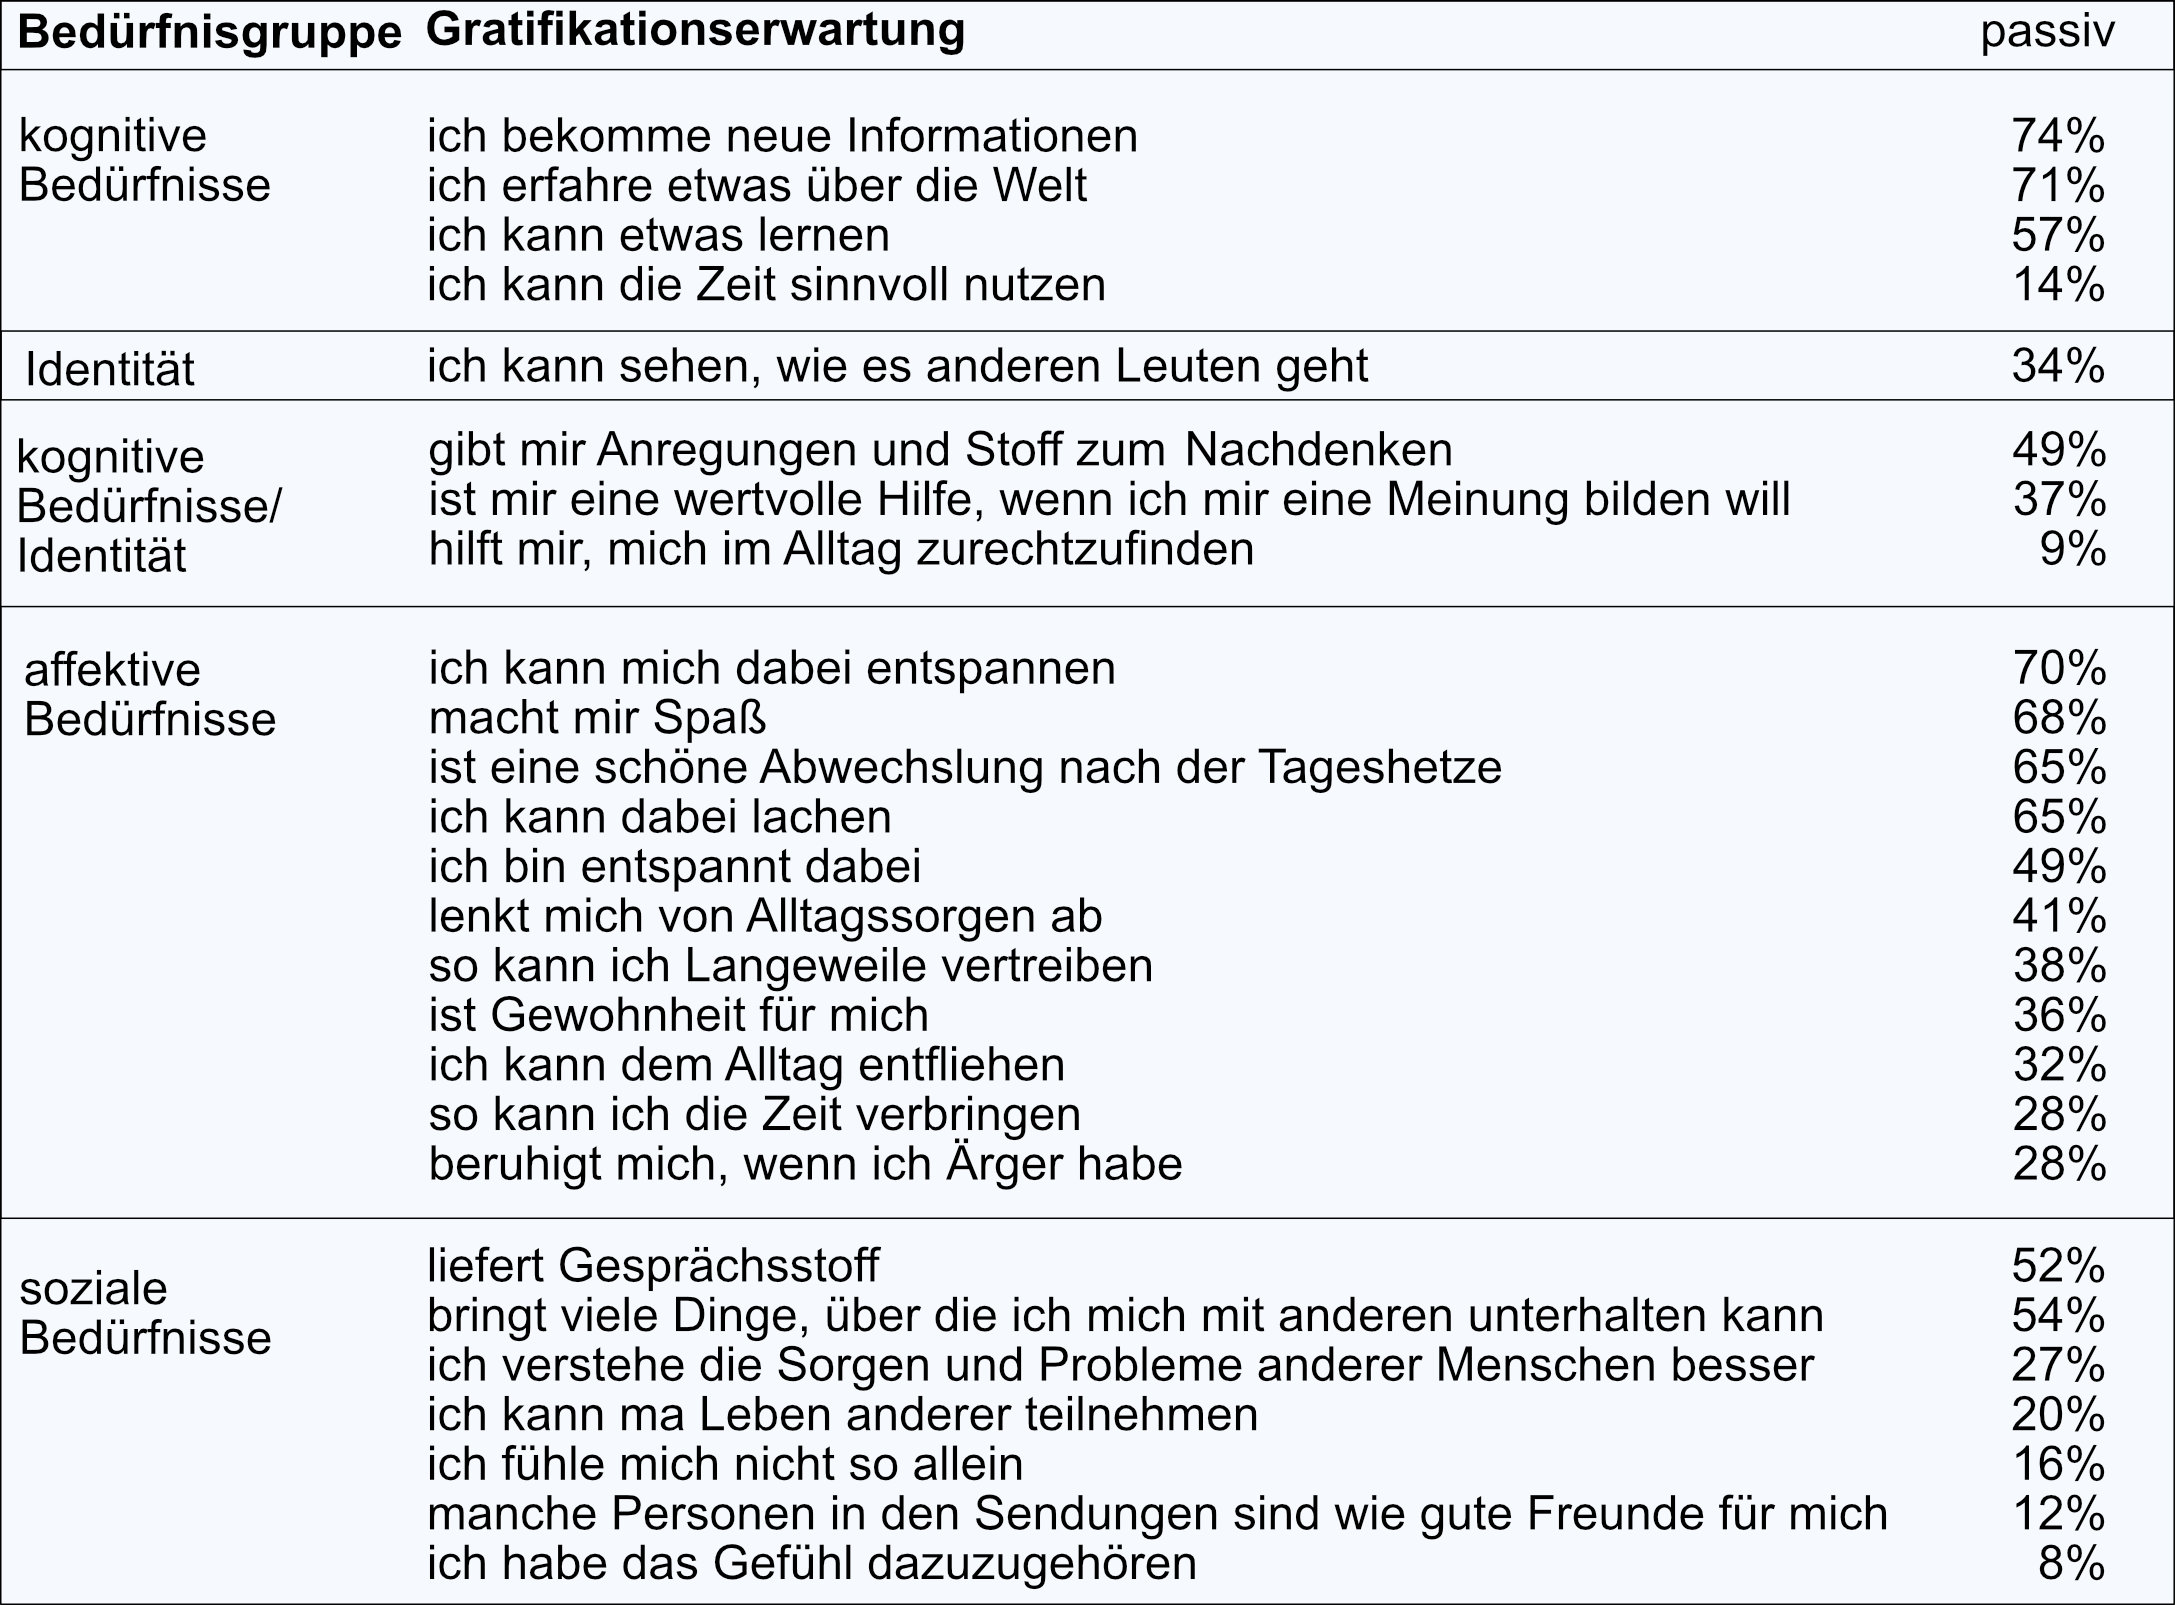 Bedürfnisgruppe Gratifikationserwartung passiv
kognitive ich bekomme neue Informationen 74%
Bedürfnisse ich erfahre etwas über die Welt 71%
ich kann etwas lernen 57%
ich kann die Zeit sinnvoll nutzen 14%
Identität ich kann sehen, wie es anderen Leuten geht 34%
kognitive gibt mir Anregungen und Stoff zum Nachdenken 49%
Bedürfnisse/ ist mir eine wertvolle Hilfe, wenn ich mir eine Meinung bilden will 37%
Identität hilft mir, mich im Alltag zurechtzufinden 9%
affektive ich kann mich dabei entspannen 70%
Bedürfnisse macht mir Spaß 68%
ist eine schöne Abwechslung nach der Tageshetze 65%
ich kann dabei lachen 65%
ich bin entspannt dabei 49%
lenkt mich von Alltagssorgen ab 41%
so kann ich Langeweile vertreiben 38%
ist Gewohnheit für mich 36%
ich kann dem Alltag entfliehen 32%
so kann ich die Zeit verbringen 28%
beruhigt mich, wenn ich Ärger habe 28%
liefert Gesprächsstoff 52%
soziale bringt viele Dinge, über die ich mich mit anderen unterhalten kann 54%
Bedürfnisse ich verstehe die Sorgen und Probleme anderer Menschen besser 27%
ich kann ma Leben anderer teilnehmen 20%
ich fühle mich nicht so allein 16%
manche Personen in den Sendungen sind wie gute Freunde für mich 12%
ich habe das Gefühl dazuzugehören 8%